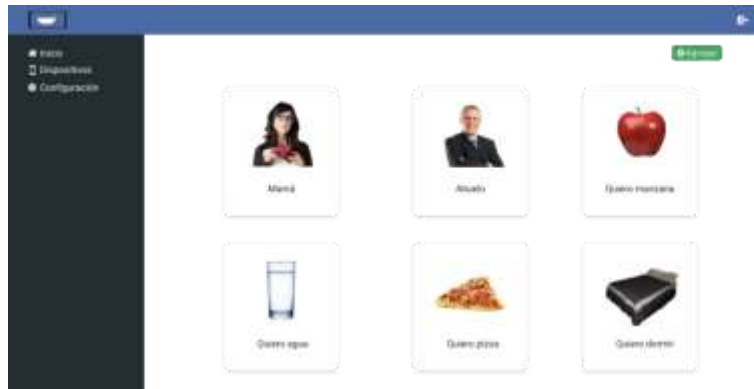 Inicio
Dispositivos
Configuración
Agregar
Mamá
Abuelo
Quiero manzana
Quiero agua
Quiero pizza
Quiero dormir